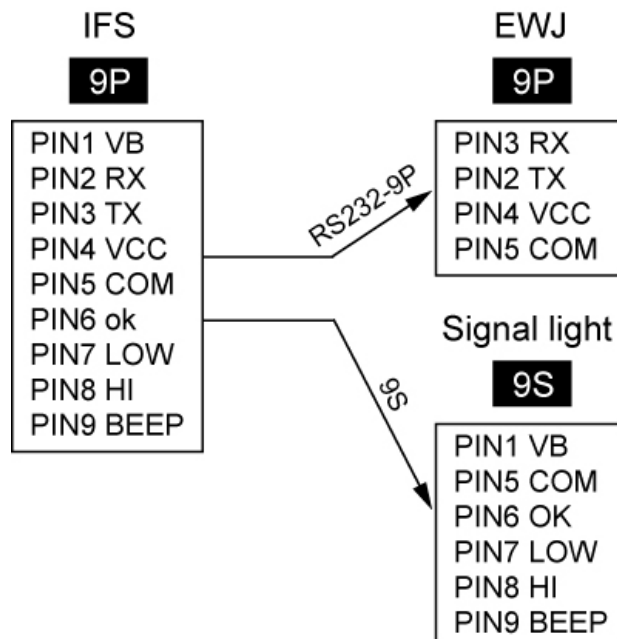 IFS
9P
PIN1 VB
PIN2 RX
PIN3 TX
PIN4 VCC
PIN5 COM
PIN6 ok
PIN7 LOW
PIN8 HI
PIN9 BEEP
RS232-9P
9S
EWJ
9P
PIN3 RX
PIN2 TX
PIN4 VCC
PIN5 COM
Signal light
9S
PIN1 VB
PIN5 COM
PIN6 OK
PIN7 LOW
PIN8 HI
PIN9 BEEP